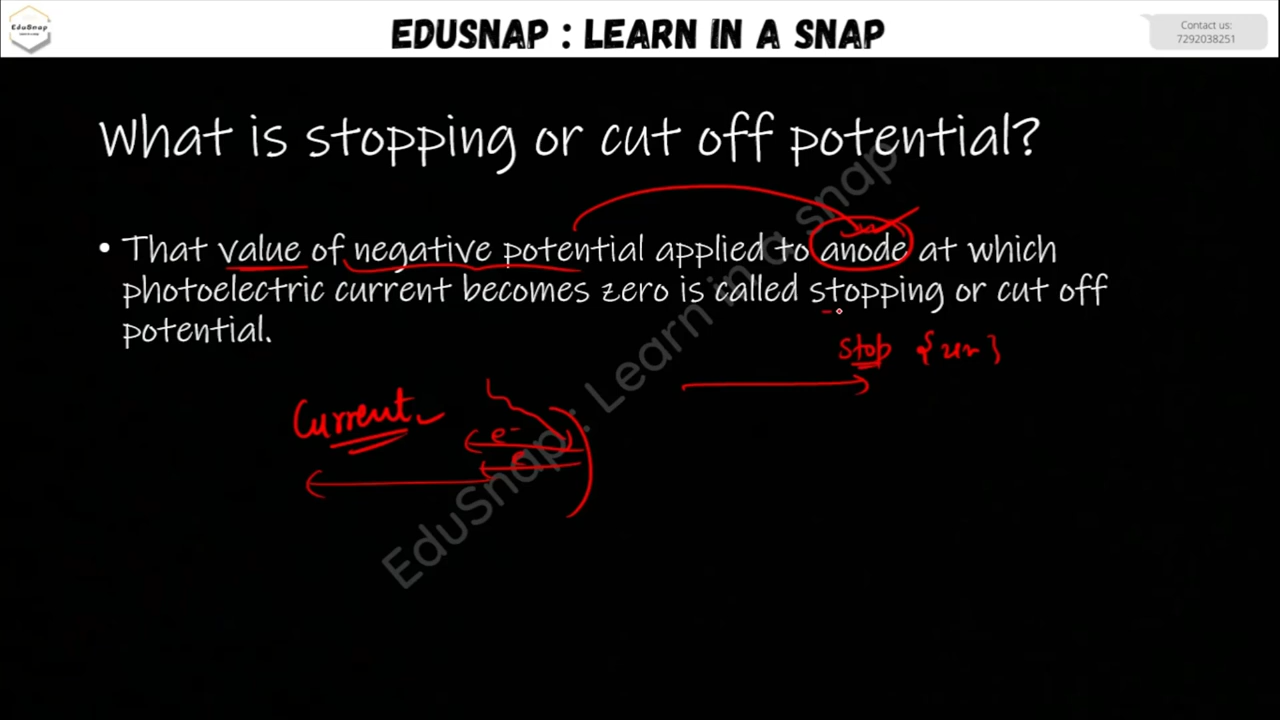 EduSnap
EDUSNAP : LEARN IN A SNAP
Contact us:
7292038251
What is stopping or cut off potential?
• That value of negative potential applied to anode at which
photoelectric current becomes zero is called stopping or cut off
potential.
stop
Current
e-
e
EduSnap : Learn in a snap